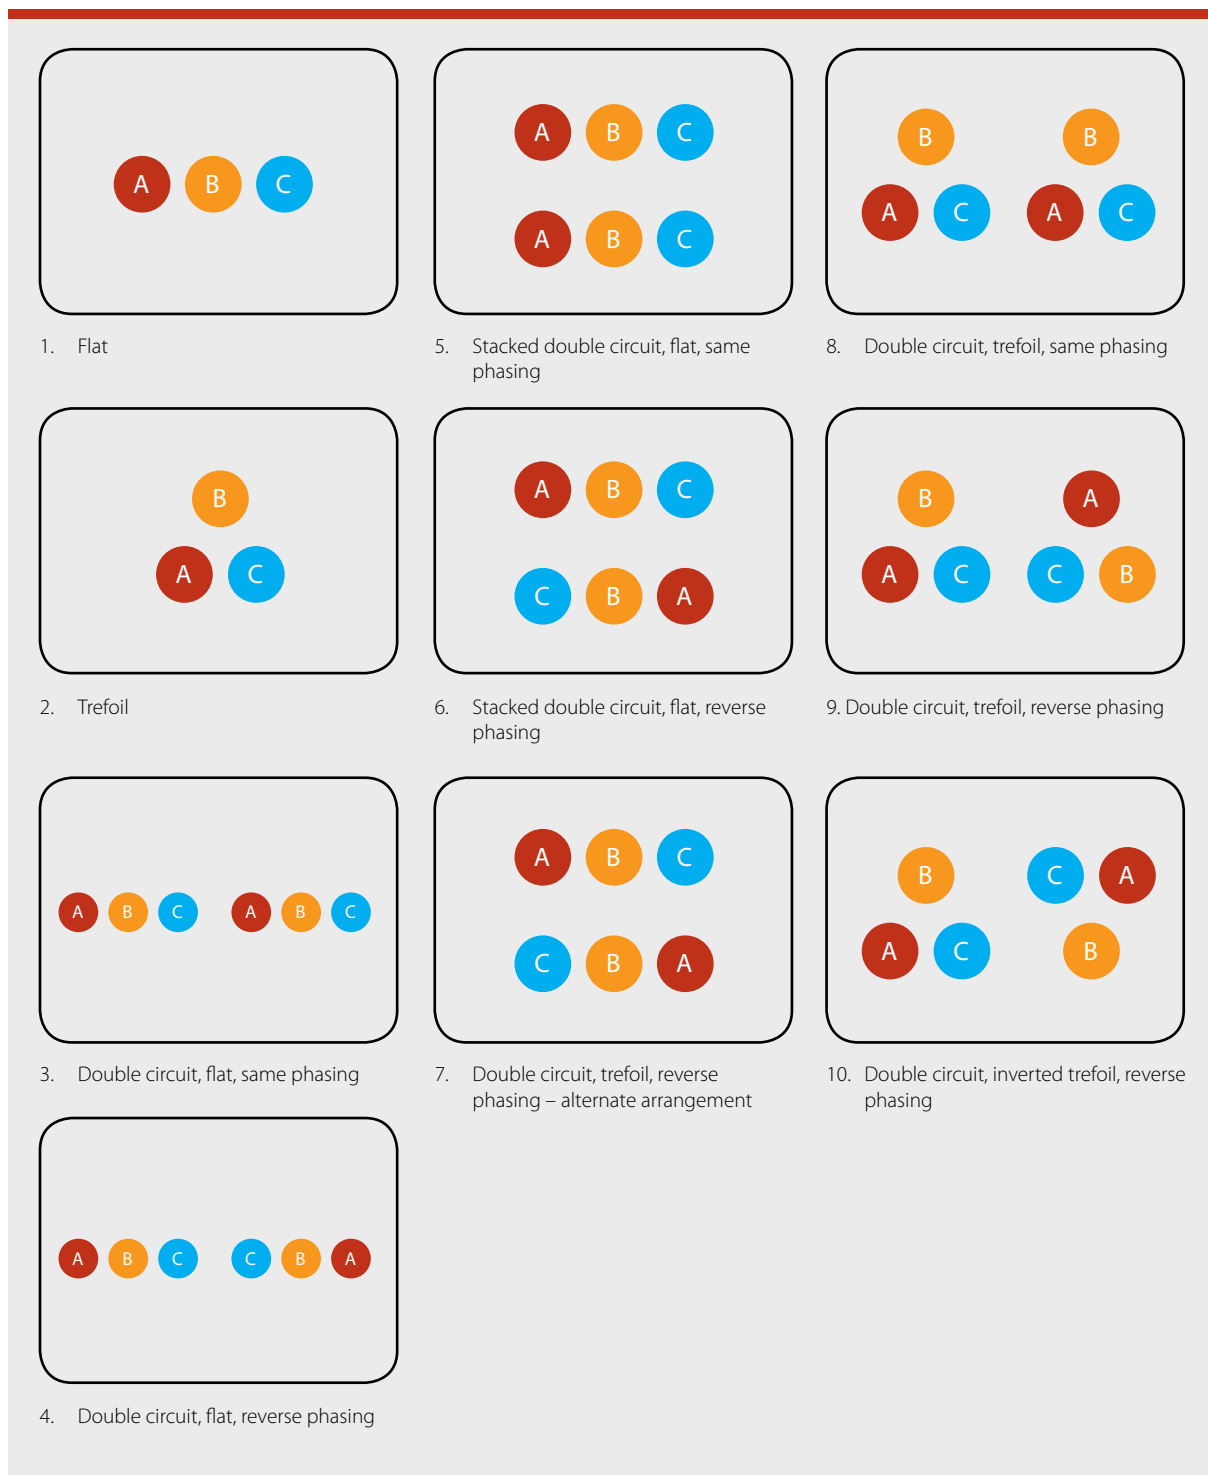 A B C
1. Flat
B
A C
2. Trefoil
A B C A B C
3. Double circuit, flat, same phasing
A B C C B A
4. Double circuit, flat, reverse phasing
A B C
A B C
5. Stacked double circuit, flat, same
phasing
A B C
C B A
6. Stacked double circuit, flat, reverse
phasing
A B C
C B A
7. Double circuit, trefoil, reverse
phasing – alternate arrangement
B B
A C A C
8. Double circuit, trefoil, same phasing
B A
A C C B
9. Double circuit, trefoil, reverse phasing
B C A
A C B
10. Double circuit, inverted trefoil, reverse
phasing